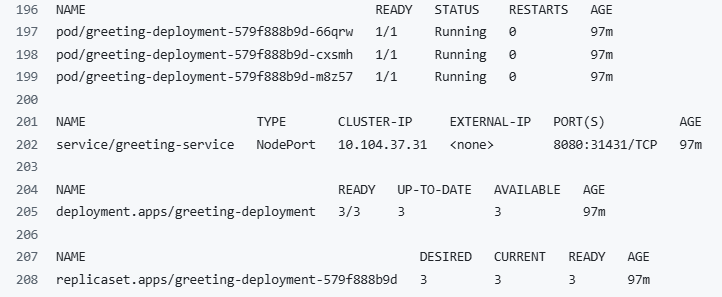 196 NAME READY STATUS RESTARTS AGE
197 pod/greeting-deployment-579f888b9d-66qrw 1/1 Running 0 97m
198 pod/greeting-deployment-579f888b9d-cxsmh 1/1 Running 0 97m
199 pod/greeting-deployment-579f888b9d-m8z57 1/1 Running 0 97m
200
201 NAME TYPE CLUSTER-IP EXTERNAL-IP PORT(S) AGE
202 service/greeting-service NodePort 10.104.37.31 <none> 8080:31431/TCP 97m
203
204 NAME READY UP-TO-DATE AVAILABLE AGE
205 deployment.apps/greeting-deployment 3/3 3 3 97m
206
207 NAME DESIRED CURRENT READY AGE
208 replicaset.apps/greeting-deployment-579f888b9d 3 3 3 97m